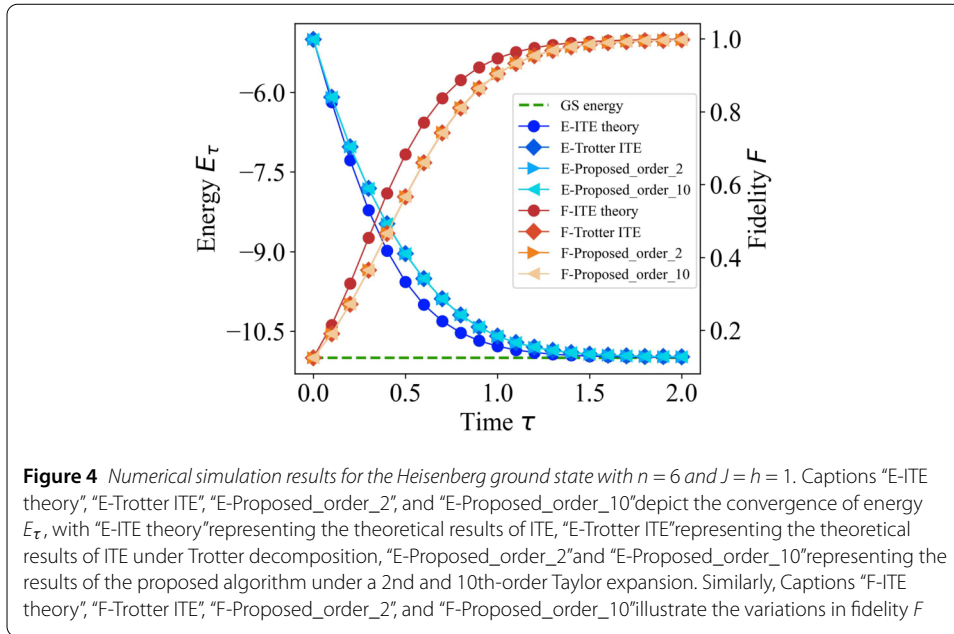 −6.0
−7.5
−9.0
−10.5
Energy Eτ
1.0
0.8
0.6
0.4
0.2
Fidelity F
GS energy
E-ITE theory
E-Trotter ITE
E-Proposed_order_2
E-Proposed_order_10
F-ITE theory
F-Trotter ITE
F-Proposed_order_2
F-Proposed_order_10
0.0 0.5 1.0 1.5 2.0
Time τ
Figure 4 Numerical simulation results for the Heisenberg ground state with n = 6 and J = h = 1. Captions “E-ITE
theory”, “E-Trotter ITE”, “E-Proposed_order_2”, and “E-Proposed_order_10”depict the convergence of energy
Eτ, with “E-ITE theory”representing the theoretical results of ITE, “E-Trotter ITE”representing the theoretical
results of ITE under Trotter decomposition, “E-Proposed_order_2”and “E-Proposed_order_10”representing the
results of the proposed algorithm under a 2nd and 10th-order Taylor expansion. Similarly, Captions “F-ITE
theory”, “F-Trotter ITE”, “F-Proposed_order_2”, and “F-Proposed_order_10”illustrate the variations in fidelity F